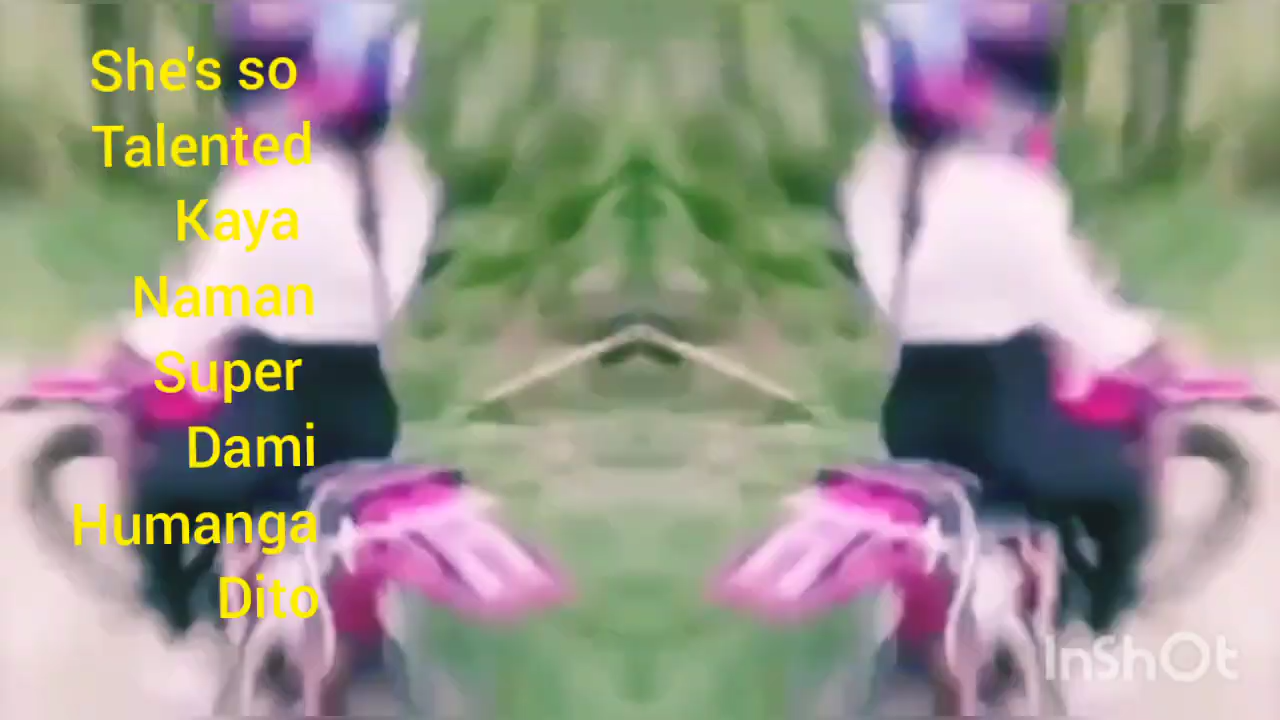 She's so
Talented
Kaya
Naman
Super
Dami
Humanga
Dito
InShOt